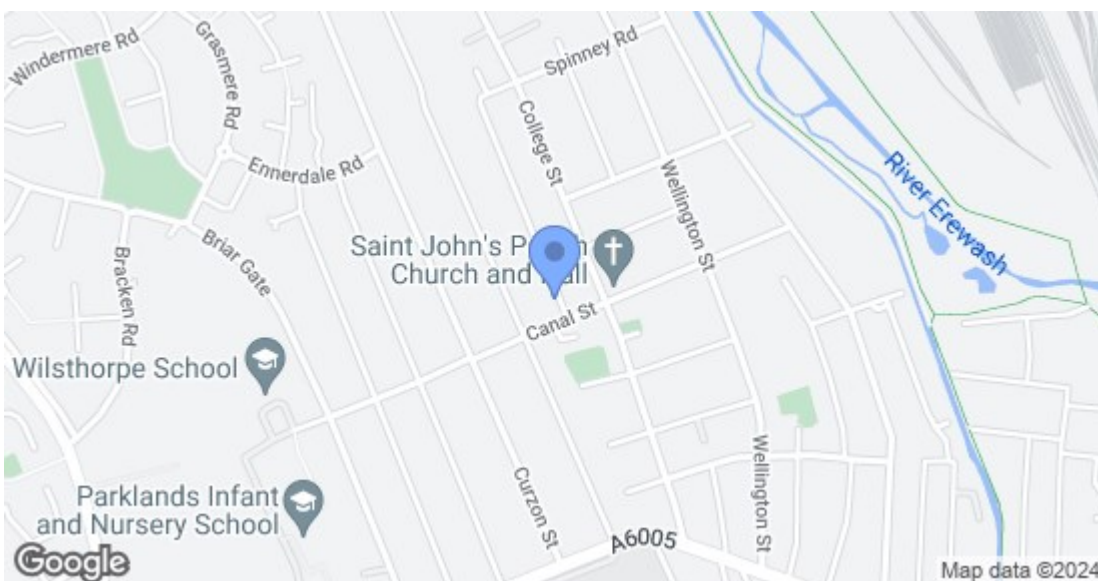 Windermere Rd
Grasmere Rd
Spinney Rd
College St
Ennerdale Rd
Wellington St
River Erewash
Saint John's P h
Church and Hall
Briar Gate
Bracken Rd
Canal St
Wilsthorpe School
Parklands Infant
and Nursery School
Curzon St
Wellington St
A6005
Google
Map data ©2024